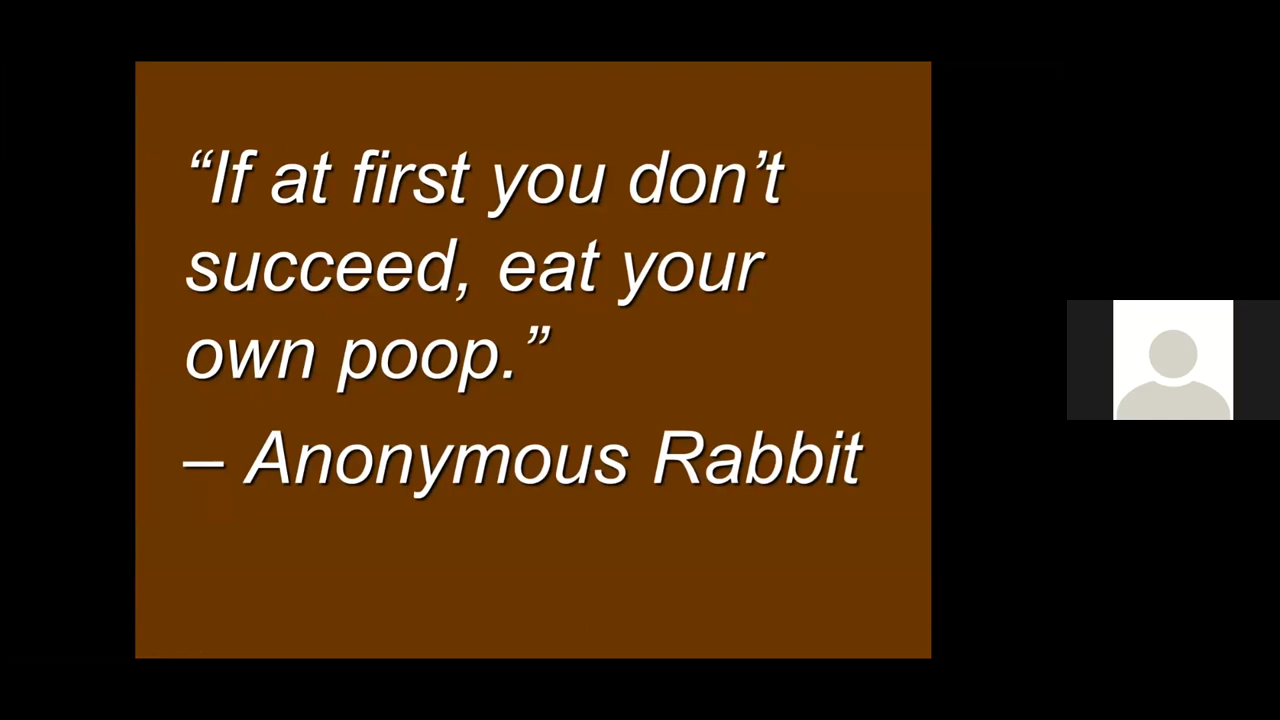 “If at first you don’t
succeed, eat your
own poop.”
– Anonymous Rabbit